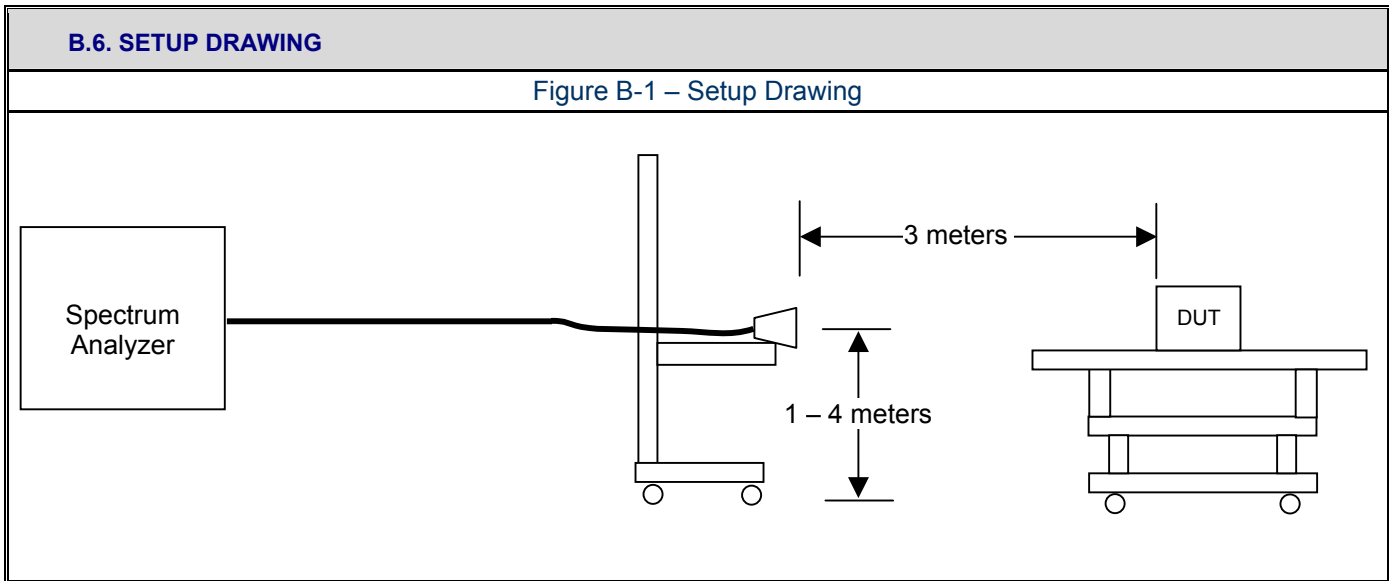 B.6. SETUP DRAWING
Figure B-1 – Setup Drawing
3 meters
Spectrum
Analyzer
DUT
1 – 4 meters